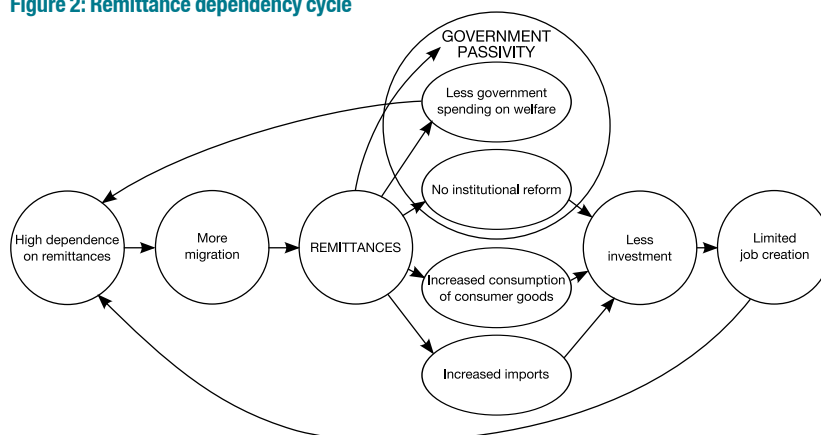 Figure 2: Remittance dependency cycle
GOVERNMENT
PASSIVITY
Less government
spending on welfare
No institutional reform
High dependence
on remittances
More
migration
REMITTANCES
Increased consumption
of consumer goods
Increased imports
Less
investment
Limited
job creation